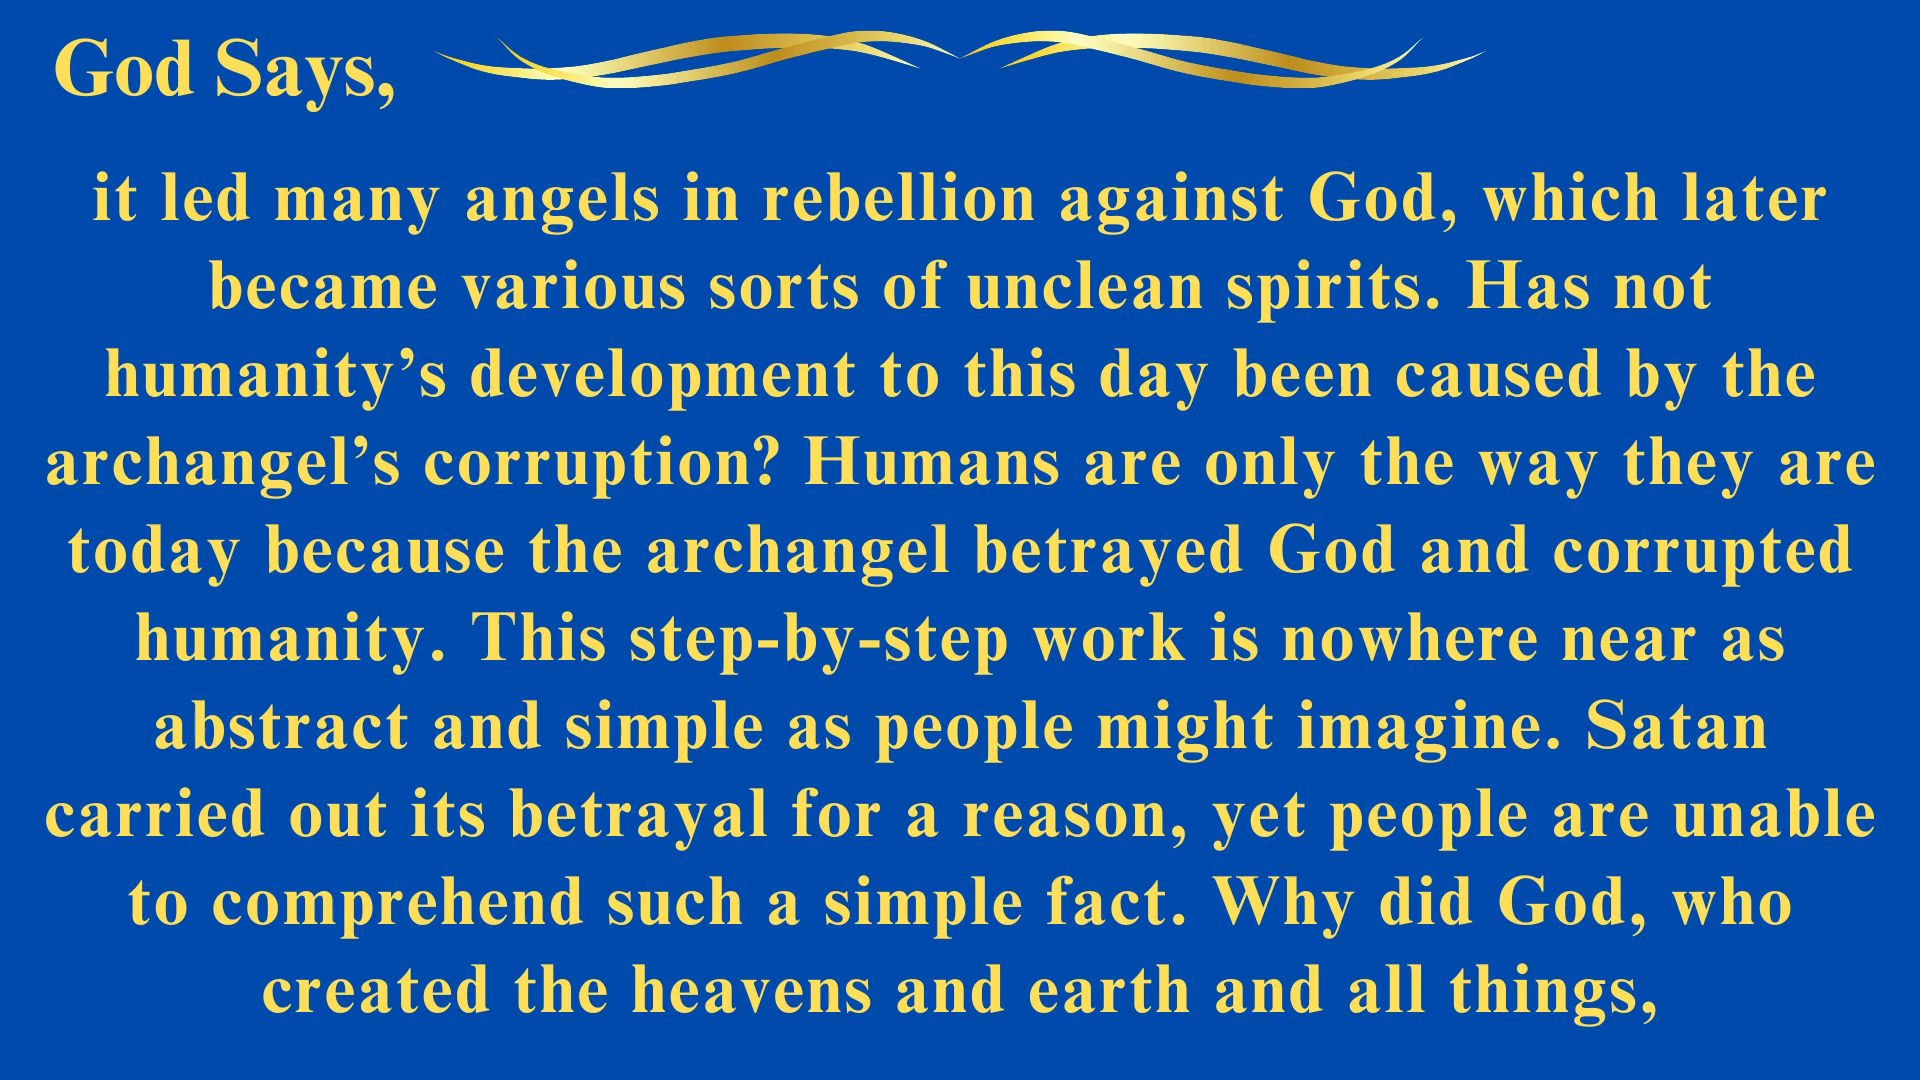 God Says,
it led many angels in rebellion against God, which later
became various sorts of unclean spirits. Has not
humanity’s development to this day been caused by the
archangel’s corruption? Humans are only the way they are
today because the archangel betrayed God and corrupted
humanity. This step-by-step work is nowhere near as
abstract and simple as people might imagine. Satan
carried out its betrayal for a reason, yet people are unable
to comprehend such a simple fact. Why did God, who
created the heavens and earth and all things,